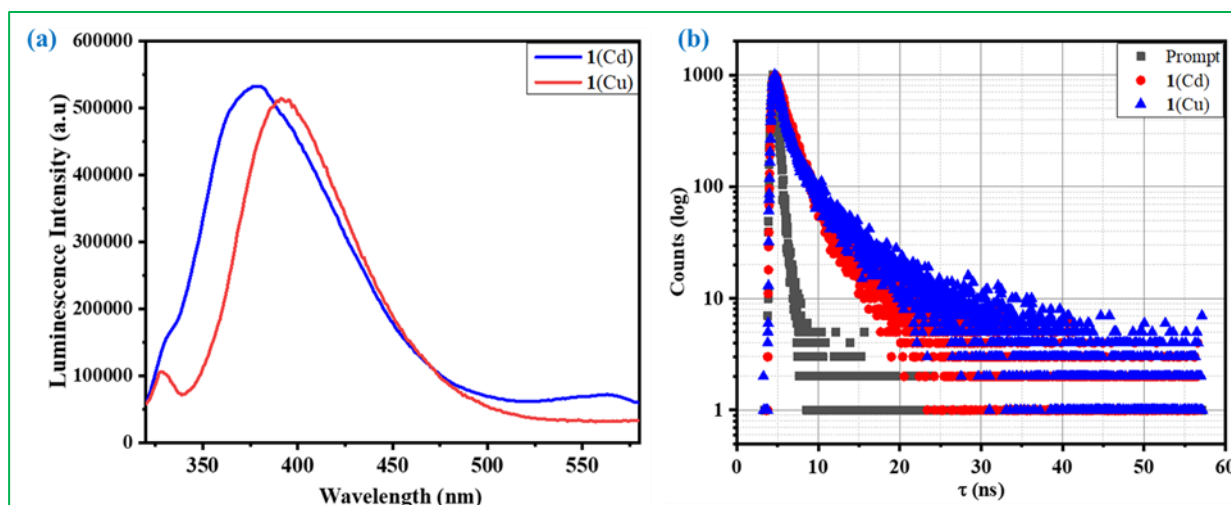 (a)
1(Cd)
1(Cu)
600000
500000
400000
300000
200000
100000
0
Luminescence Intensity (a.u)
350
400
450
500
550
Wavelength (nm)
(b)
Prompt
1(Cd)
1(Cu)
1000
100
10
1
Counts (log)
0
10
20
30
40
50
60
τ (ns)